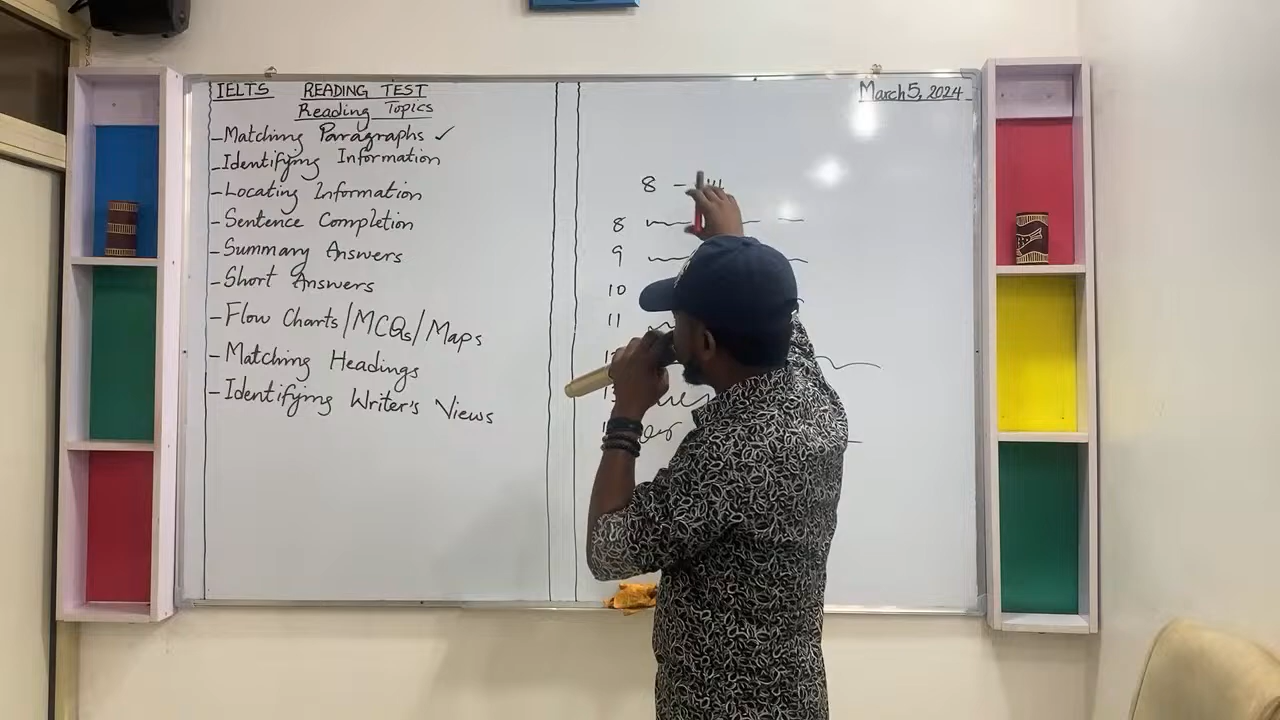 IELTS READING TEST
Reading Topics
- Matching Paragraphs ✓
- Identifying Information
- Locating Information
- Sentence Completion
- Summary Answers
- Short Answers
- Flow Charts/MCQs/Maps
- Matching Headings
- Identifying Writer's Views
March 5, 2024
8 -
8
9
10
11